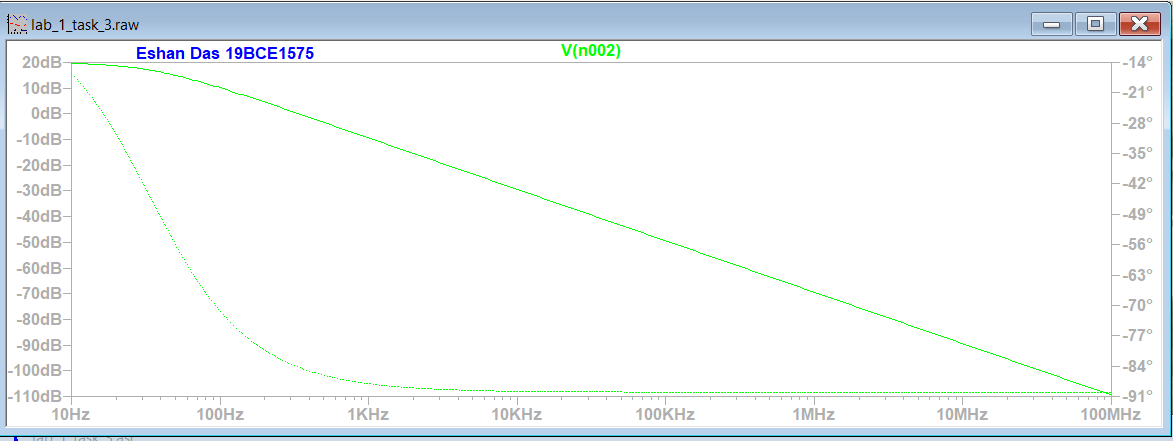 lab_1_task_3.raw
Eshan Das 19BCE1575
V(n002)
20dB
10dB
0dB
-10dB
-20dB
-30dB
-40dB
-50dB
-60dB
-70dB
-80dB
-90dB
-100dB
-110dB
-14°
-21°
-28°
-35°
-42°
-49°
-56°
-63°
-70°
-77°
-84°
-91°
10Hz 100Hz 1KHz 10KHz 100KHz 1MHz 10MHz 100MHz